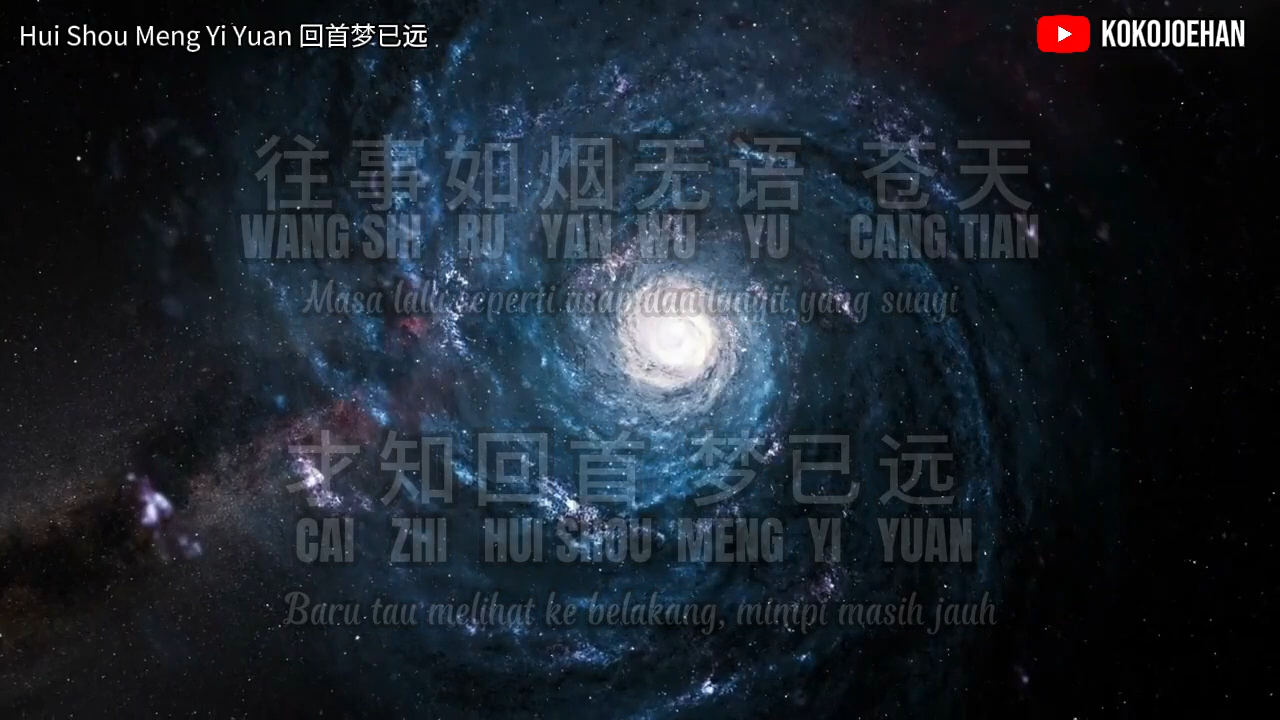 Hui Shou Meng Yi Yuan 回首梦已远
KOKOJOEHAN
往事如烟无语 苍天
WANG SHI RU YAN WU YU CANG TIAN
Masa lalu seperti asap dan langit yang sunyi
才知回首 梦已远
CAI ZHI HUI SHOU MENG YI YUAN
Baru tau melihat ke belakang, mimpi masih jauh